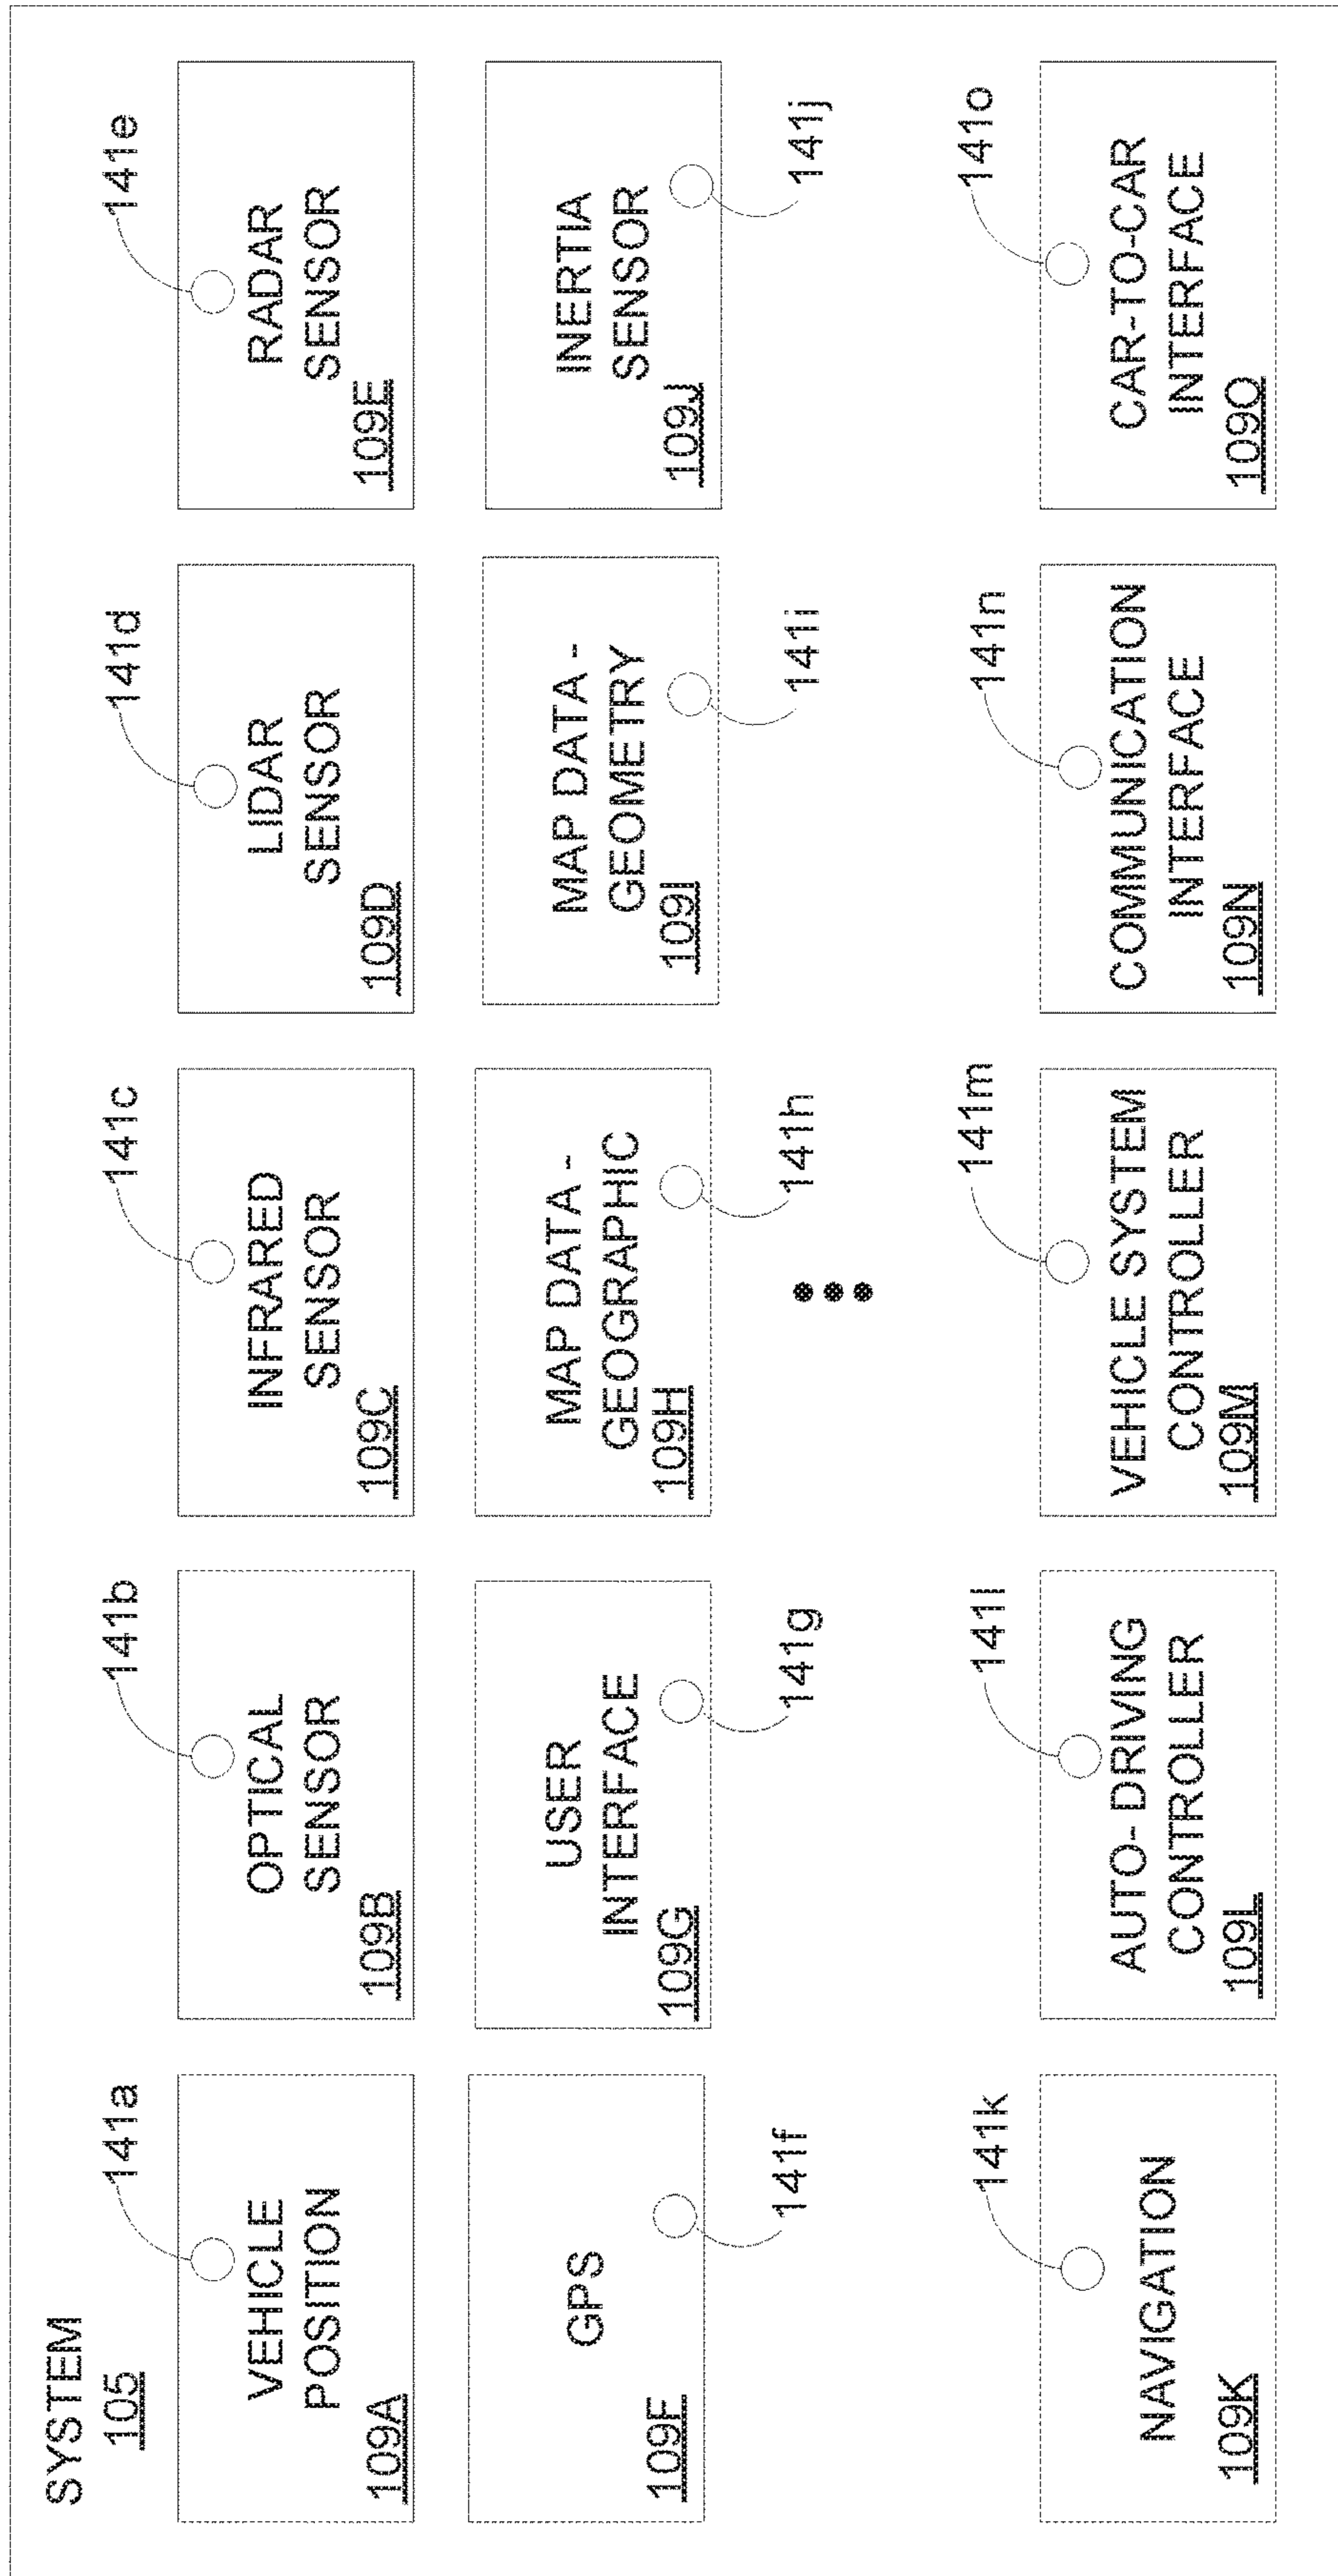 SYSTEM
105
141a
VEHICLE
POSITION
109A
141b
OPTICAL
SENSOR
109B
141c
INFRARED
SENSOR
109C
141d
LIDAR
SENSOR
109D
141e
RADAR
SENSOR
109E
GPS
109F
141f
USER
INTERFACE
109G
141g
MAP DATA -
GEOGRAPHIC
109H
141h
MAP DATA -
GEOMETRY
109I
141i
INERTIA
SENSOR
109J
141j
141k
NAVIGATION
109K
141l
AUTO- DRIVING
CONTROLLER
109L
141m
VEHICLE SYSTEM
CONTROLLER
109M
141n
COMMUNICATION
INTERFACE
109N
141o
CAR-TO-CAR
INTERFACE
109O